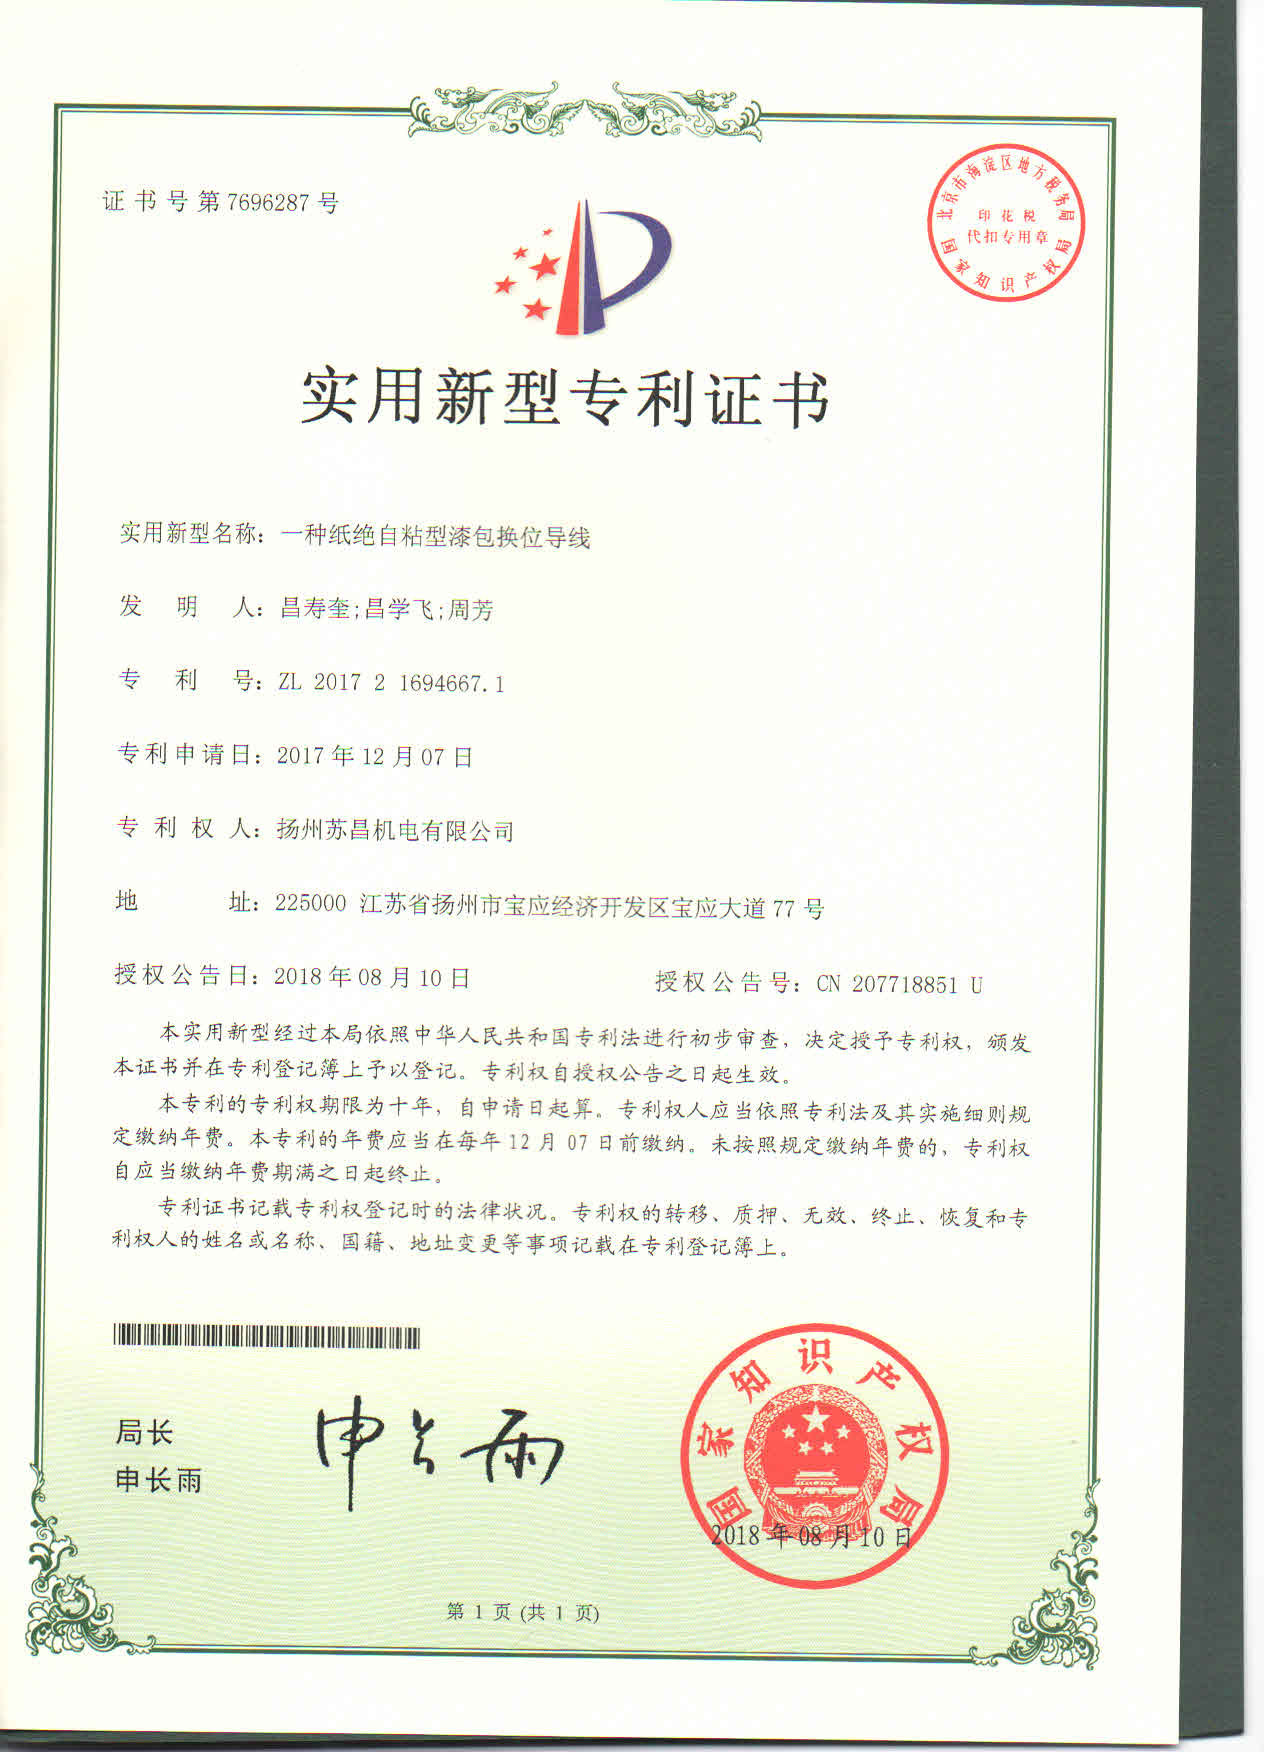 证书号第7696287号
北京市海淀区地方税务局
印花税
代扣专用章
国家知识产权局
实用新型专利证书
实用新型名称：一种纸绝自粘型漆包换位导线
发明人：昌寿奎;昌学飞;周芳
专利号：ZL 2017 2 1694667.1
专利申请日：2017年12月07日
专利权人：扬州苏昌机电有限公司
地址：225000 江苏省扬州市宝应经济开发区宝应大道77号
授权公告日：2018年08月10日 授权公告号：CN 207718851 U
本实用新型经过本局依照中华人民共和国专利法进行初步审查，决定授予专利权，颁发
本证书并在专利登记簿上予以登记。专利权自授权公告之日起生效。
本专利的专利权期限为十年，自申请日起算。专利权人应当依照专利法及其实施细则规
定缴纳年费。本专利的年费应当在每年12月07日前缴纳。未按照规定缴纳年费的，专利权
自应当缴纳年费期满之日起终止。
专利证书记载专利权登记时的法律状况。专利权的转移、质押、无效、终止、恢复和专
利权人的姓名或名称、国籍、地址变更等事项记载在专利登记簿上。
局长
申长雨
申长雨
国家知识产权局
2018年08月10日
第 1 页 (共 1 页)